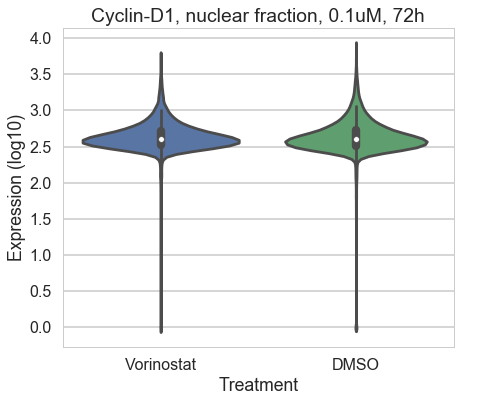 Cyclin-D1, nuclear fraction, 0.1uM, 72h
Expression (log10)
4.0
3.5
3.0
2.5
2.0
1.5
1.0
0.5
0.0
Vorinostat
DMSO
Treatment